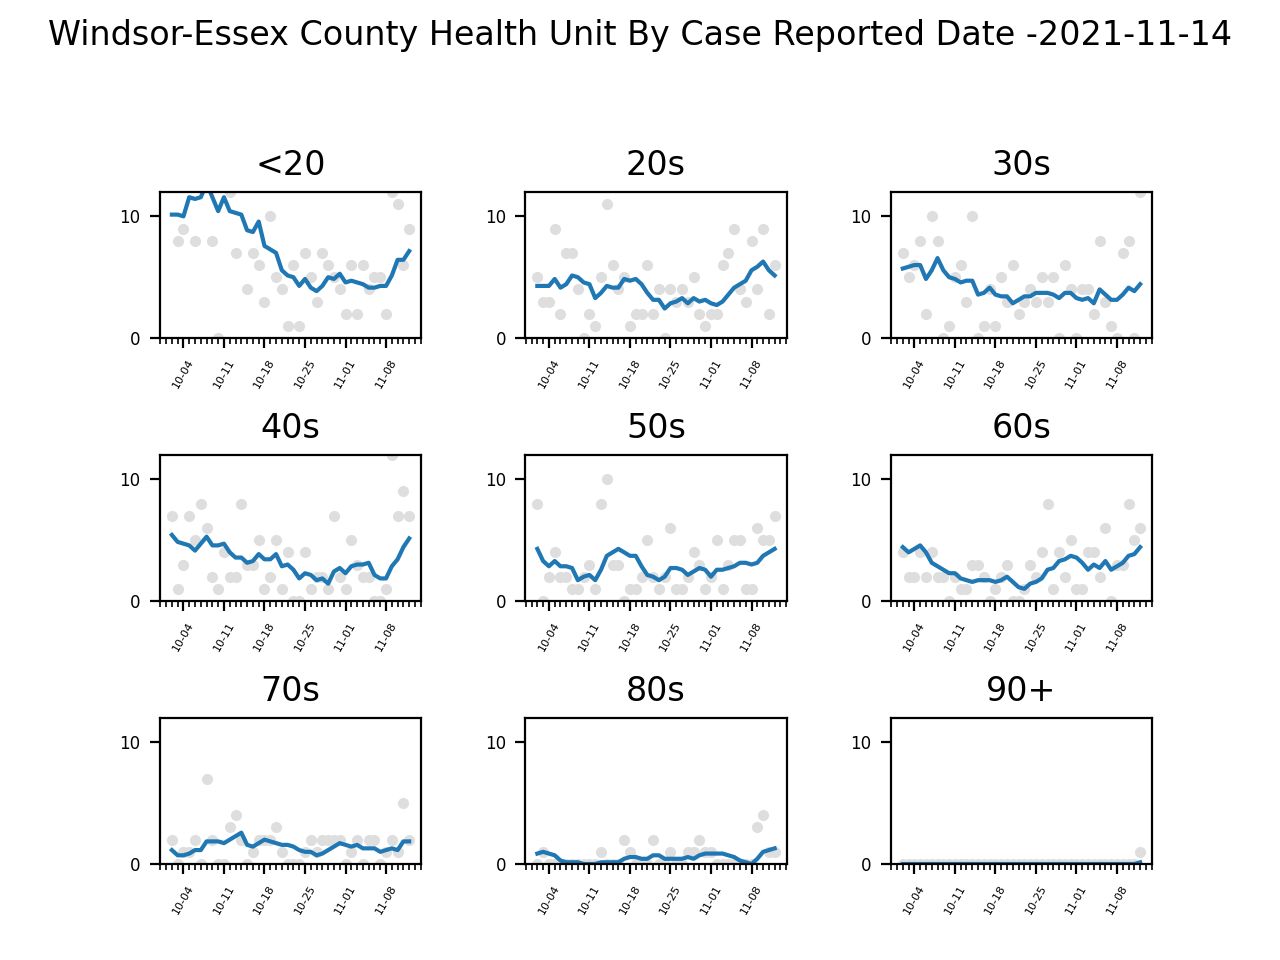 Windsor-Essex County Health Unit By Case Reported Date -2021-11-14
<20 20s 30s
10 10 10
0 0 0
10-04 10-11 10-18 10-25 11-01 11-08 10-04 10-11 10-18 10-25 11-01 11-08 10-04 10-11 10-18 10-25 11-01 11-08
40s 50s 60s
10 10 10
0 0 0
10-04 10-11 10-18 10-25 11-01 11-08 10-04 10-11 10-18 10-25 11-01 11-08 10-04 10-11 10-18 10-25 11-01 11-08
70s 80s 90+
10 10 10
0 0 0
10-04 10-11 10-18 10-25 11-01 11-08 10-04 10-11 10-18 10-25 11-01 11-08 10-04 10-11 10-18 10-25 11-01 11-08